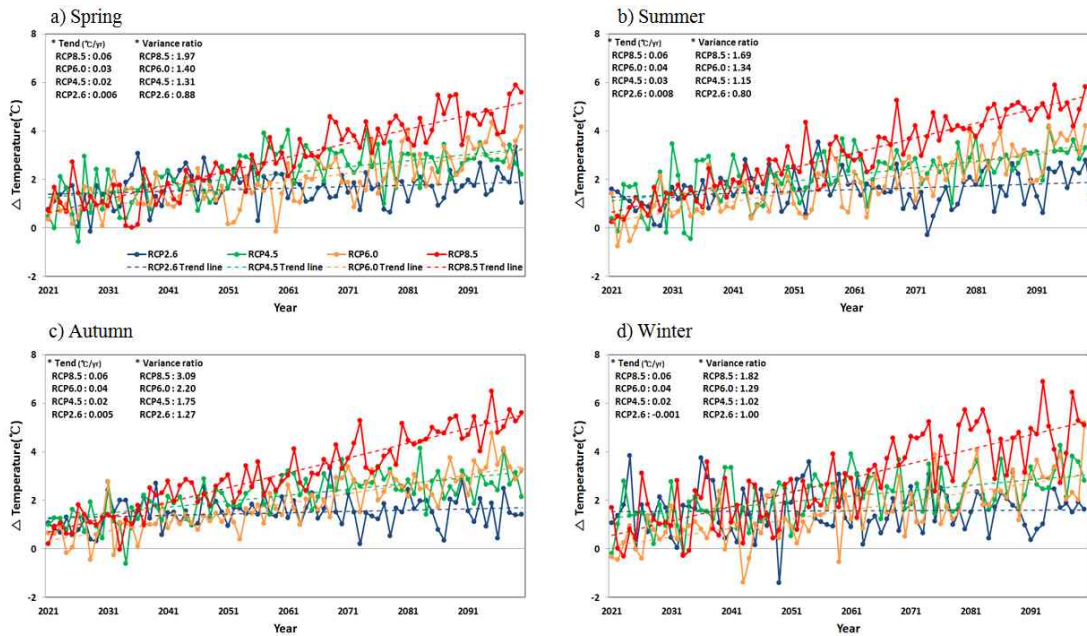 a) Spring
* Tend (℃/yr) * Variance ratio
RCP8.5 : 0.06 RCP8.5 : 1.97
RCP6.0 : 0.03 RCP6.0 : 1.40
RCP4.5 : 0.02 RCP4.5 : 1.31
RCP2.6 : 0.006 RCP2.6 : 0.88
△ Temperature(℃)
8
6
4
2
0
-2
RCP2.6 RCP4.5 RCP6.0 RCP8.5
RCP2.6 Trend line RCP4.5 Trend line RCP6.0 Trend line RCP8.5 Trend line
2021 2031 2041 2051 2061 2071 2081 2091
Year
b) Summer
* Tend (℃/yr) * Variance ratio
RCP8.5 : 0.06 RCP8.5 : 1.69
RCP6.0 : 0.04 RCP6.0 : 1.34
RCP4.5 : 0.03 RCP4.5 : 1.15
RCP2.6 : 0.008 RCP2.6 : 0.80
△ Temperature(℃)
8
6
4
2
0
-2
2021 2031 2041 2051 2061 2071 2081 2091
Year
c) Autumn
* Tend (℃/yr) * Variance ratio
RCP8.5 : 0.06 RCP8.5 : 3.09
RCP6.0 : 0.04 RCP6.0 : 2.20
RCP4.5 : 0.02 RCP4.5 : 1.75
RCP2.6 : 0.005 RCP2.6 : 1.27
△ Temperature(℃)
8
6
4
2
0
-2
2021 2031 2041 2051 2061 2071 2081 2091
Year
d) Winter
* Tend (℃/yr) * Variance ratio
RCP8.5 : 0.06 RCP8.5 : 1.82
RCP6.0 : 0.04 RCP6.0 : 1.29
RCP4.5 : 0.02 RCP4.5 : 1.02
RCP2.6 : -0.001 RCP2.6 : 1.00
△ Temperature(℃)
8
6
4
2
0
-2
2021 2031 2041 2051 2061 2071 2081 2091
Year